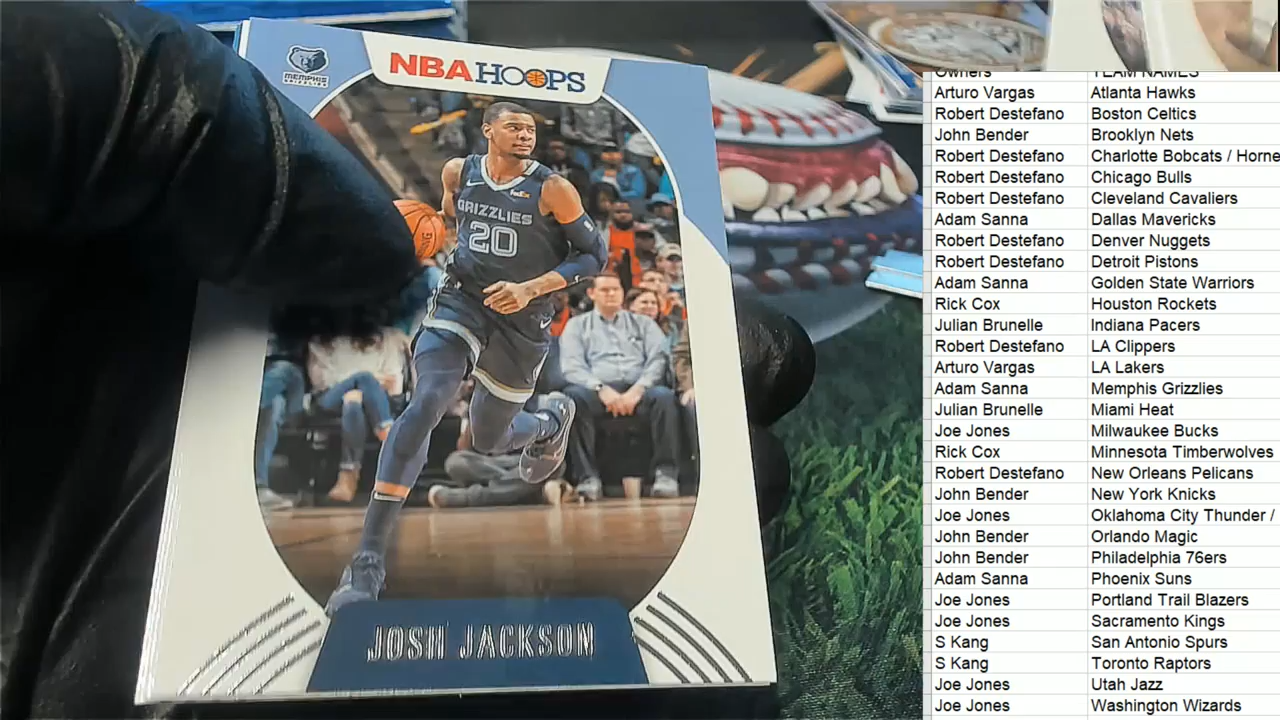 MEMPHIS
GRIZZLIES
NBA HOOPS
FedEx
GRIZZLIES
20
JOSH JACKSON
Owners TEAM NAMES
Arturo Vargas Atlanta Hawks
Robert Destefano Boston Celtics
John Bender Brooklyn Nets
Robert Destefano Charlotte Bobcats / Horne
Robert Destefano Chicago Bulls
Robert Destefano Cleveland Cavaliers
Adam Sanna Dallas Mavericks
Robert Destefano Denver Nuggets
Robert Destefano Detroit Pistons
Adam Sanna Golden State Warriors
Rick Cox Houston Rockets
Julian Brunelle Indiana Pacers
Robert Destefano LA Clippers
Arturo Vargas LA Lakers
Adam Sanna Memphis Grizzlies
Julian Brunelle Miami Heat
Joe Jones Milwaukee Bucks
Rick Cox Minnesota Timberwolves
Robert Destefano New Orleans Pelicans
John Bender New York Knicks
Joe Jones Oklahoma City Thunder /
John Bender Orlando Magic
John Bender Philadelphia 76ers
Adam Sanna Phoenix Suns
Joe Jones Portland Trail Blazers
Joe Jones Sacramento Kings
S Kang San Antonio Spurs
S Kang Toronto Raptors
Joe Jones Utah Jazz
Joe Jones Washington Wizards